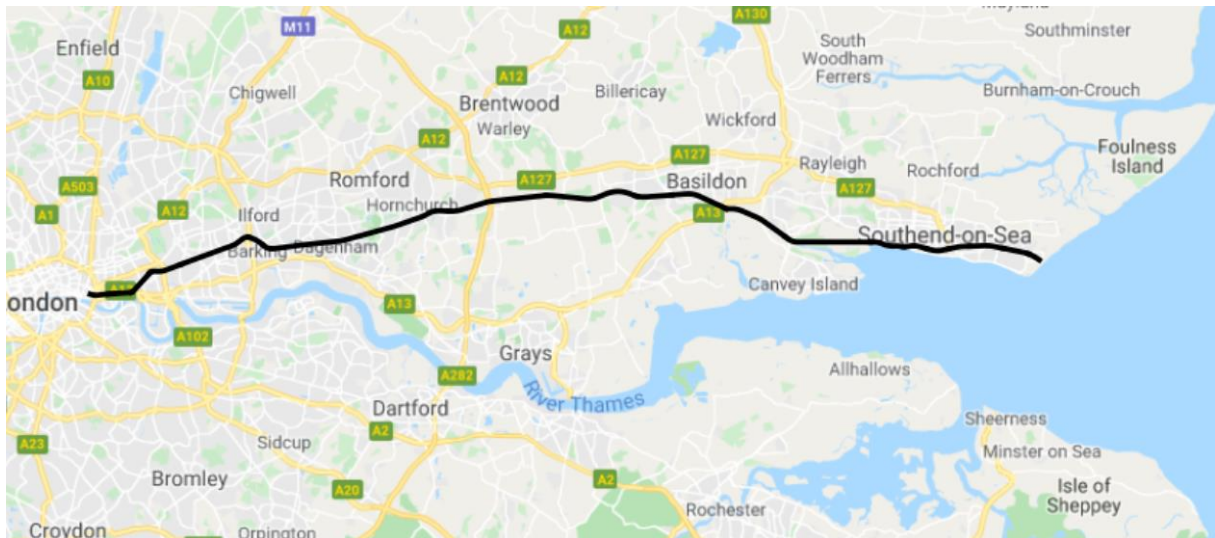 Enfield
M11
A12
A130
Southminster
South
Woodham
Ferrers
A10
Chigwell
A12
Brentwood
Billericay
Burnham-on-Crouch
Warley
Wickford
A12
Foulness
Island
A127
Rayleigh
Rochford
A503
Romford
A127
Basildon
A127
A1
A12
Ilford
Hornchurch
A13
Barking
Dagenham
Southend-on-Sea
ondon
Canvey Island
A13
A102
Grays
Allhallows
A282
River Thames
Dartford
Sheerness
A23
Sidcup
A2
Minster on Sea
Bromley
A20
A2
Isle of
Sheppey
Rochester
Croydon
Orpington